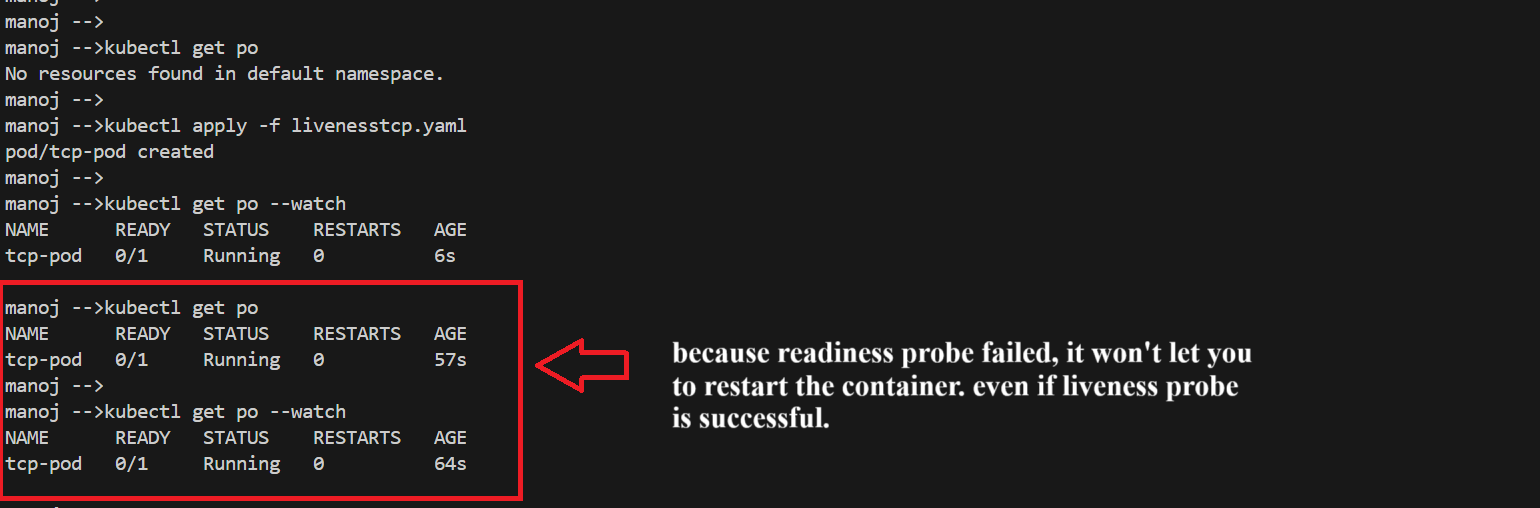 manoj -->
manoj -->kubectl get po
No resources found in default namespace.
manoj -->
manoj -->kubectl apply -f livenesstcp.yaml
pod/tcp-pod created
manoj -->
manoj -->kubectl get po --watch
NAME READY STATUS RESTARTS AGE
tcp-pod 0/1 Running 0 6s
manoj -->kubectl get po
NAME READY STATUS RESTARTS AGE
tcp-pod 0/1 Running 0 57s
manoj -->
manoj -->kubectl get po --watch
NAME READY STATUS RESTARTS AGE
tcp-pod 0/1 Running 0 64s
because readiness probe failed, it won't let you
to restart the container. even if liveness probe
is successful.